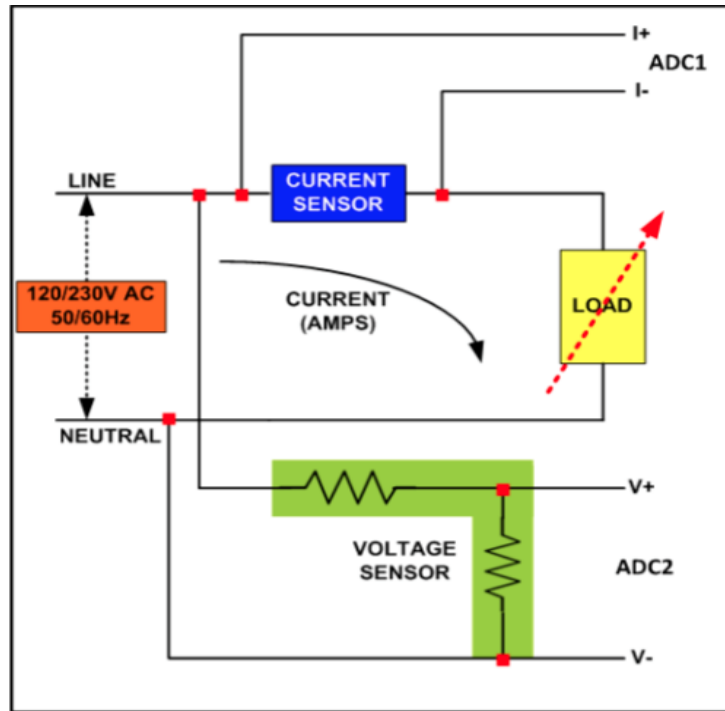 I+
ADC1
I-
LINE
CURRENT
SENSOR
120/230V AC
50/60Hz
CURRENT
(AMPS)
LOAD
NEUTRAL
V+
VOLTAGE
SENSOR
ADC2
V-